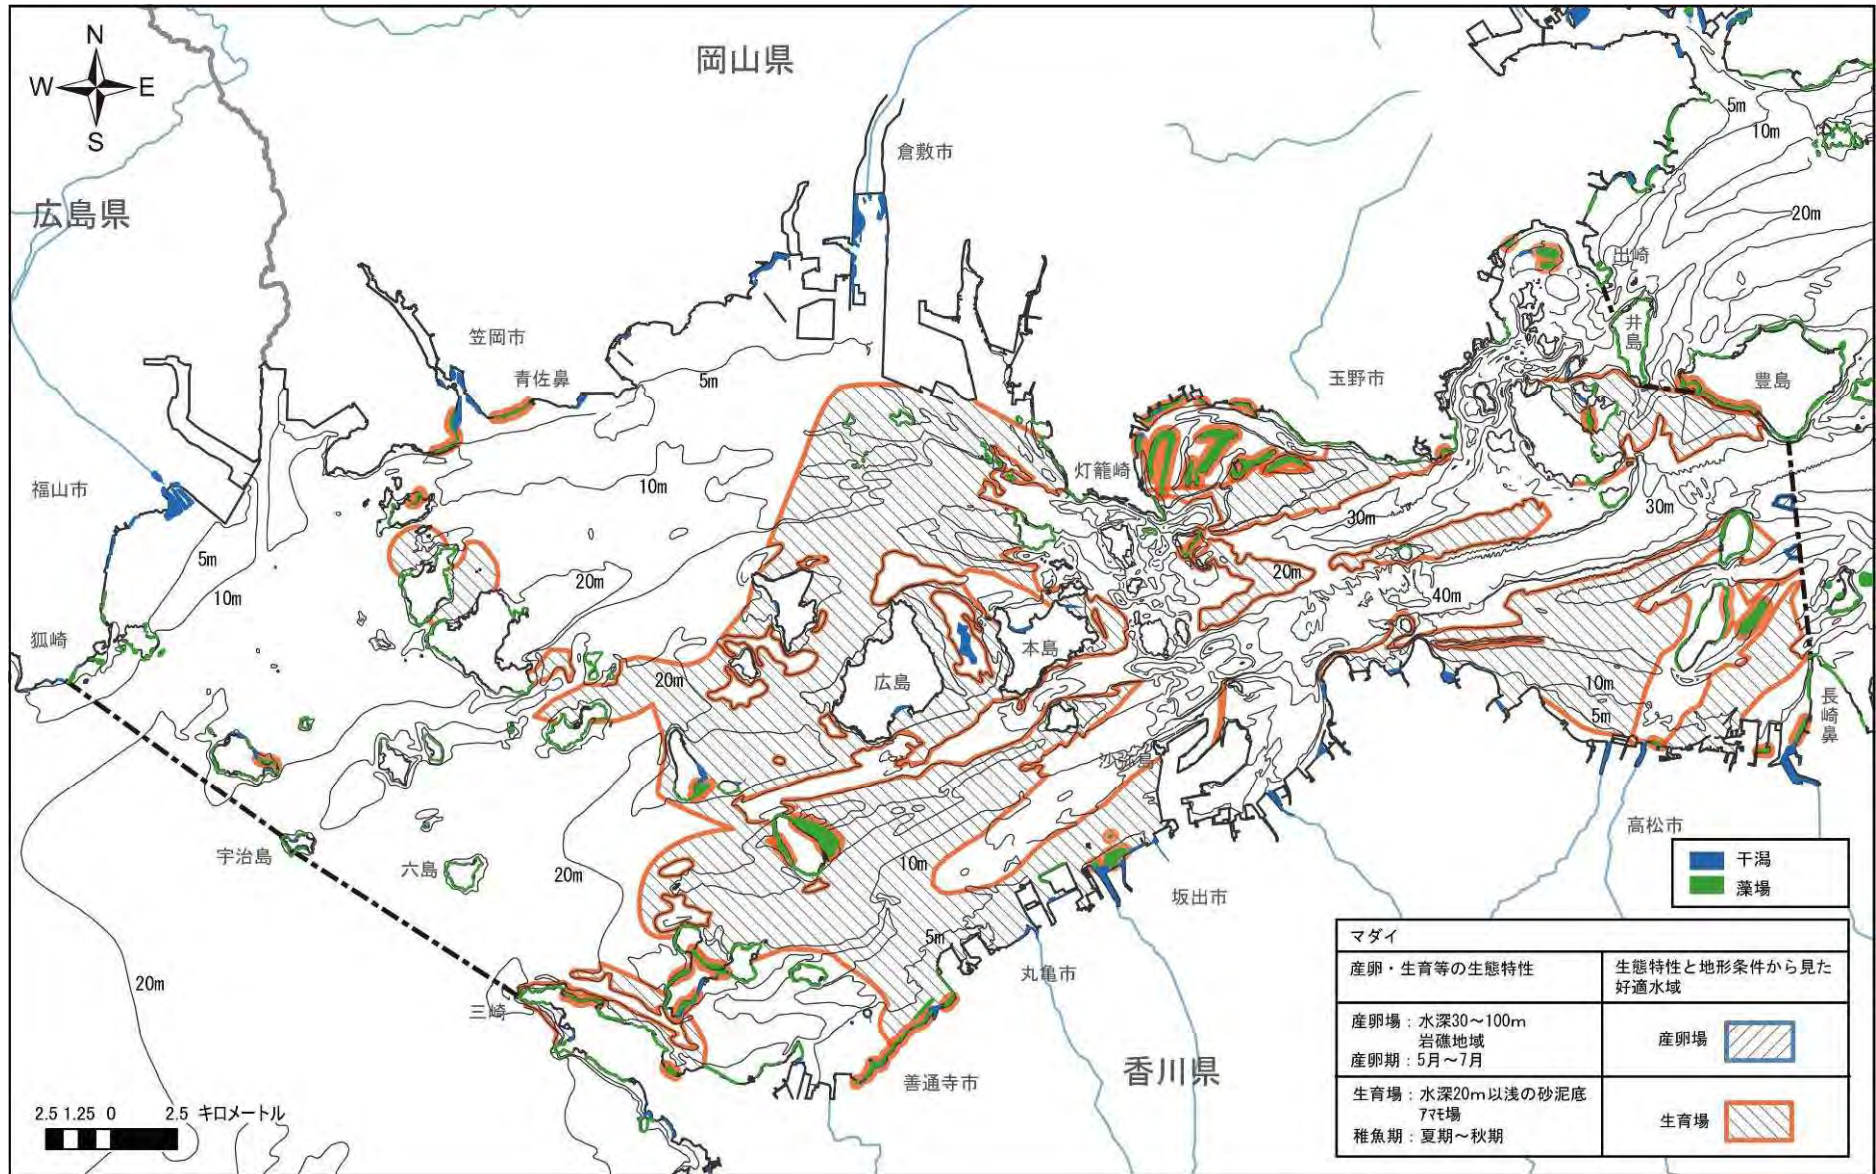 N
W E
S
岡山県
倉敷市
広島県
5m
10m
20m
出崎
笠岡市
井島
青佐鼻
5m
玉野市
豊島
福山市
10m
灯籠崎
30m
30m
5m
20m
20m
10m
40m
狐崎
本島
広島
20m
10m
5m
長崎鼻
沙弥島
高松市
宇治島
六島
20m
10m
坂出市
5m
丸亀市
20m
三崎
香川県
善通寺市
2.5 1.25 0 2.5 キロメートル
干潟
藻場
マダイ
産卵・生育等の生態特性
生態特性と地形条件から見た
好適水域
産卵場：水深30～100m
岩礁地域
産卵期：5月～7月
産卵場
生育場：水深20m以浅の砂泥底
アマモ場
稚魚期：夏期～秋期
生育場